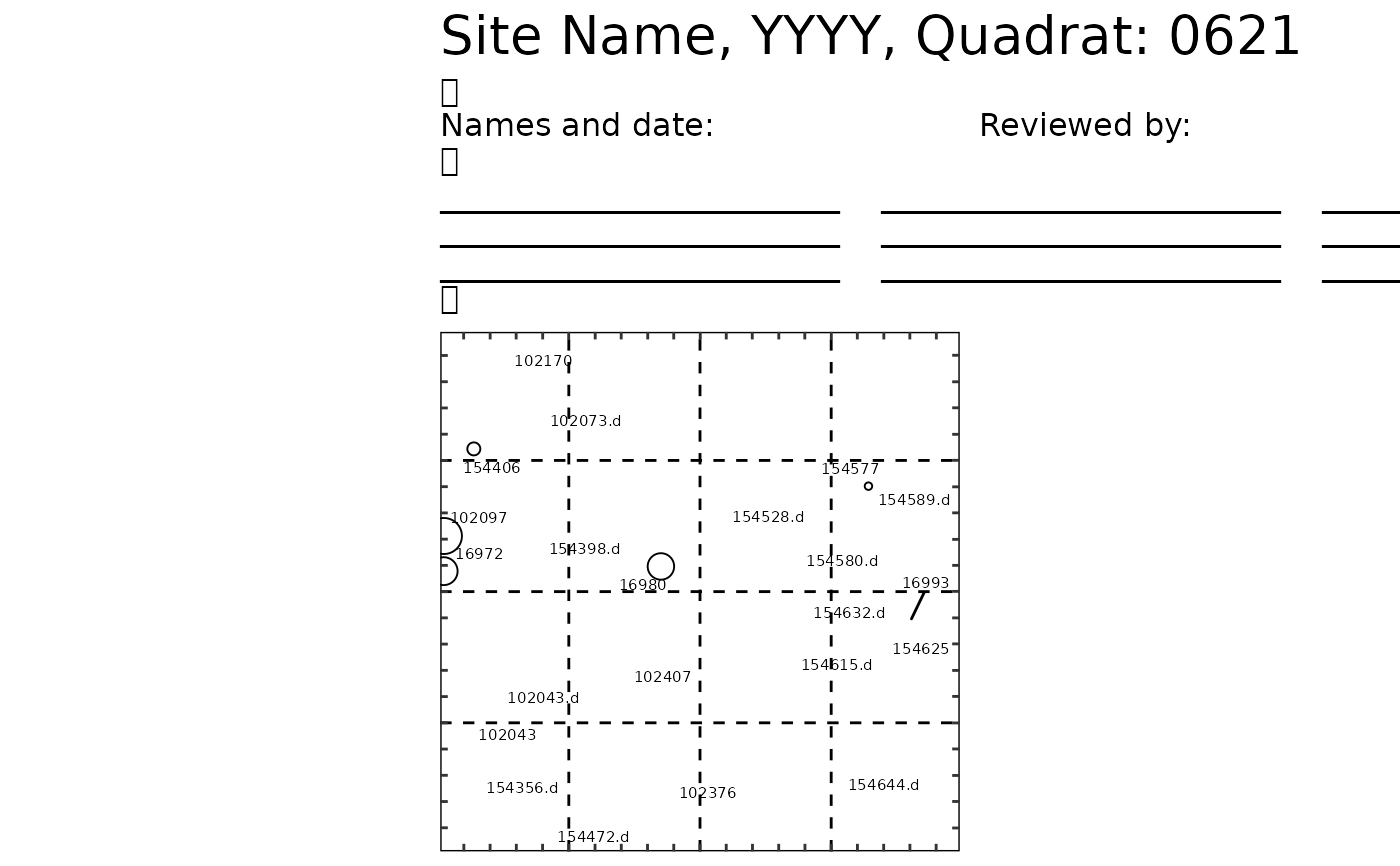 Site Name, YYYY, Quadrat: 0621
Names and date: Reviewed by:
102170
102073.d
154406
154577
154589.d
102097
154528.d
154398.d
16972
154580.d
16980
16993
154632.d
154625
154615.d
102407
102043.d
102043
154356.d
102376
154644.d
154472.d